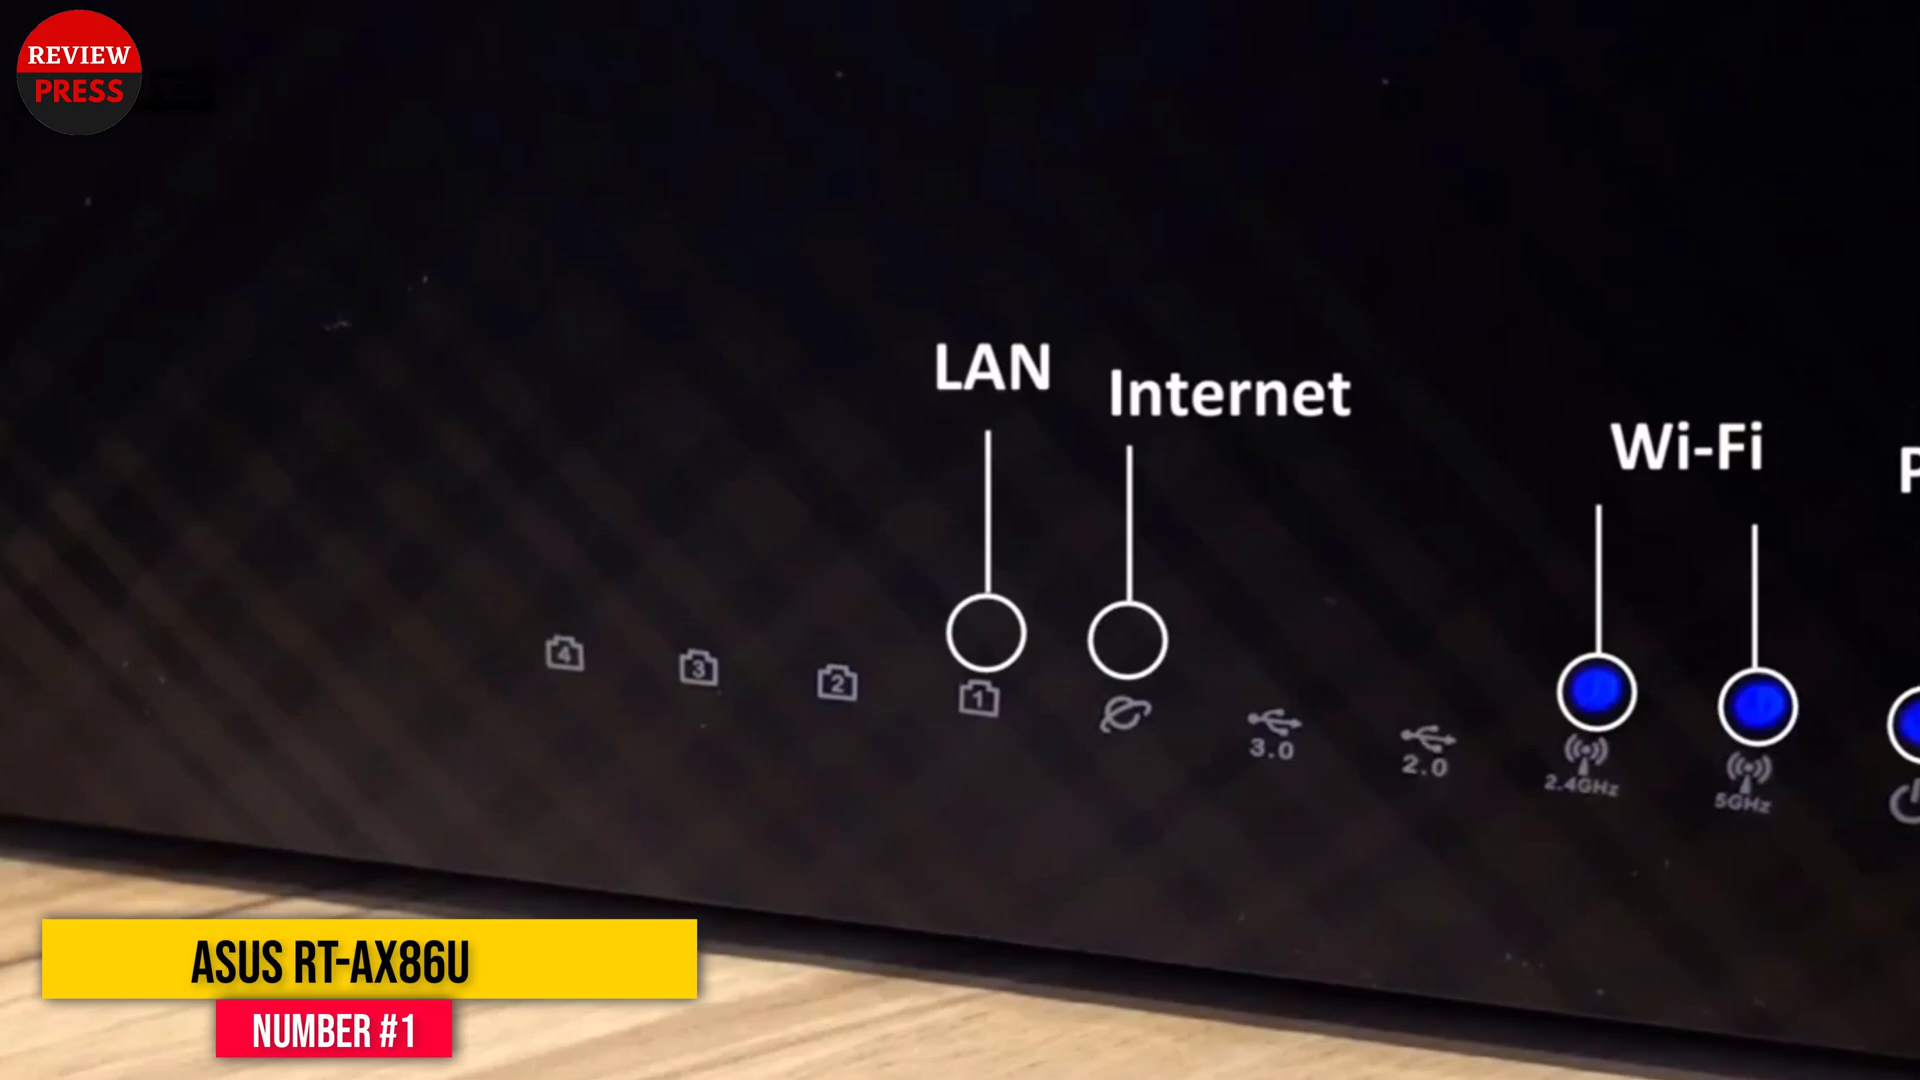 REVIEW
PRESS
LAN
Internet
Wi-Fi
P
4
3
2
1
3.0
2.0
2.4GHz
5GHz
ASUS RT-AX86U
NUMBER #1